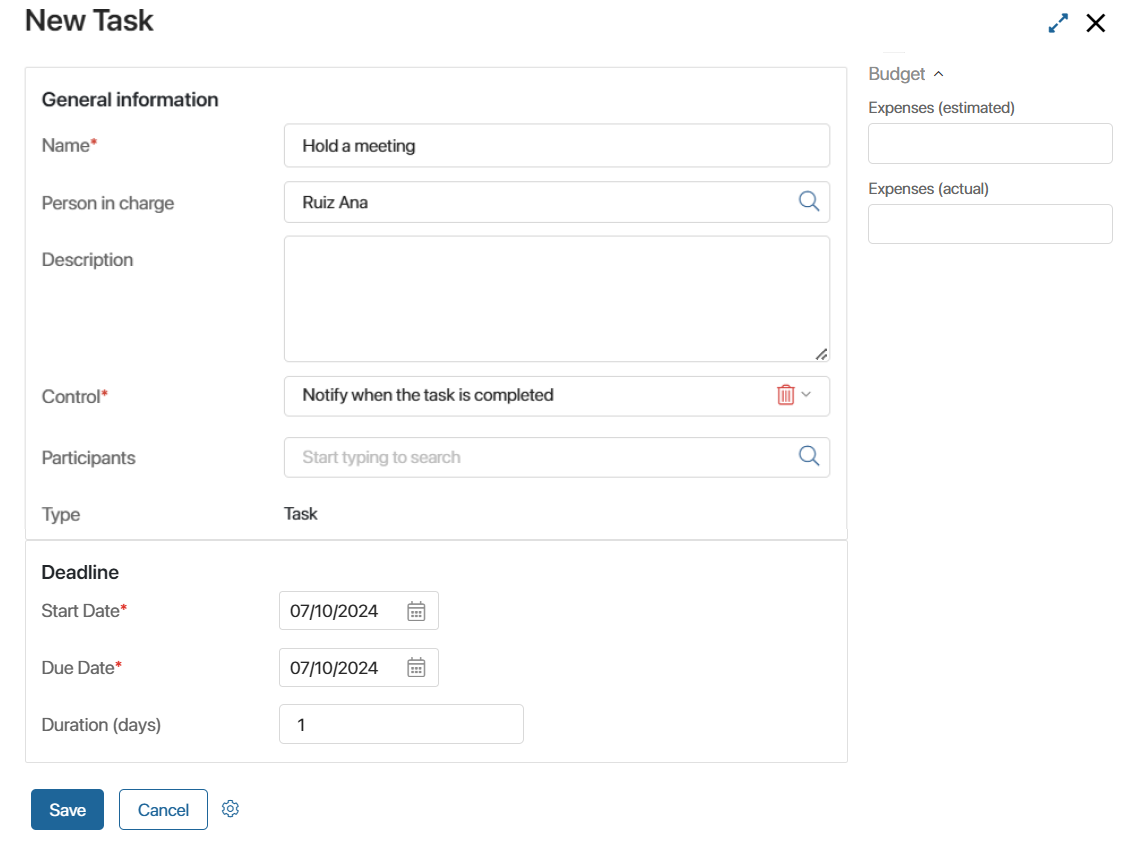 New Task
General information
Name*
Hold a meeting
Person in charge
Ruiz Ana
Description
Control*
Notify when the task is completed
Participants
Start typing to search
Type
Task
Deadline
Start Date*
07/10/2024
Due Date*
07/10/2024
Duration (days)
1
Save
Cancel
Budget
Expenses (estimated)
Expenses (actual)